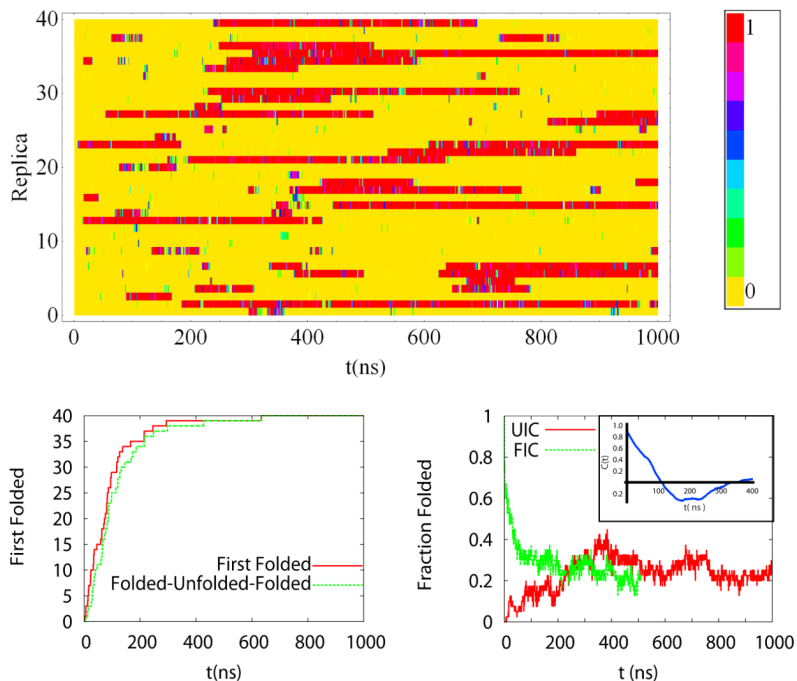 40
30
20
10
0
Replica
0 200 400 600 800 1000
t(ns)
1
0
40
35
30
25
20
15
10
5
0
First Folded
First Folded
Folded-Unfolded-Folded
0 200 400 600 800 1000
t(ns)
1
0.8
0.6
0.4
0.2
0
Fraction Folded
UIC
FIC
1.0
0.8
0.6
0.4
0.2
0.2
C(t)
100 200 300 400
t( ns )
0 200 400 600 800 1000
t (ns)